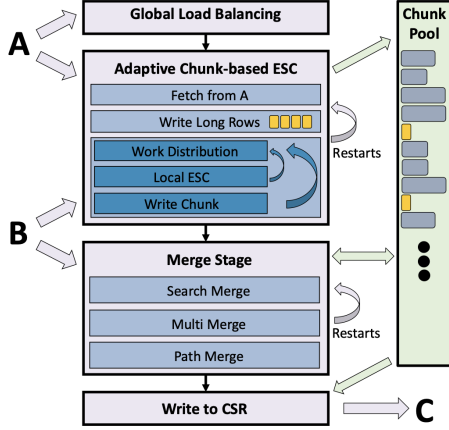 Global Load Balancing
Chunk
Pool
A
Adaptive Chunk-based ESC
Fetch from A
Write Long Rows
Work Distribution
Restarts
Local ESC
Write Chunk
B
Merge Stage
Search Merge
Multi Merge
Restarts
Path Merge
Write to CSR
C